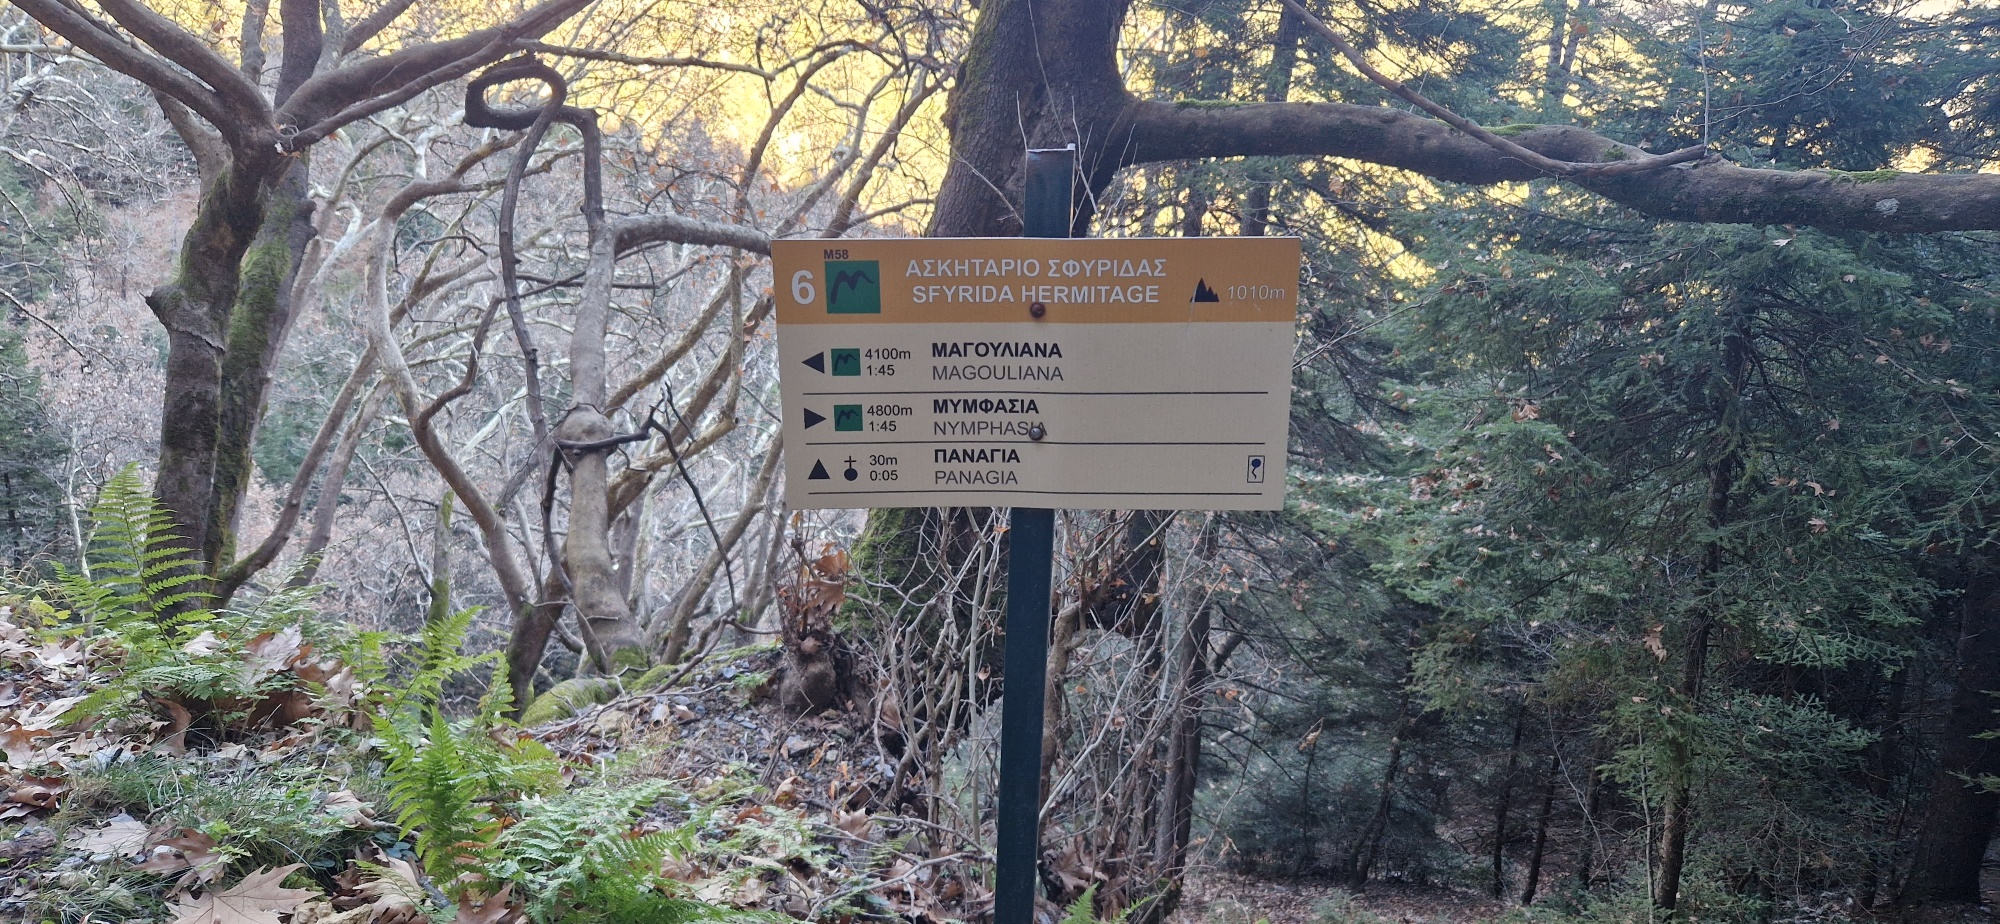 M58
6
ΑΣΚΗΤΑΡΙΟ ΣΦΥΡΙΔΑΣ
SFYRIDA HERMITAGE
1010m
4100m
1:45
ΜΑΓΟΥΛΙΑΝΑ
MAGOULIANA
4800m
1:45
ΜΥΜΦΑΣΙΑ
NYMPHASIA
30m
0:05
ΠΑΝΑΓΙΑ
PANAGIA